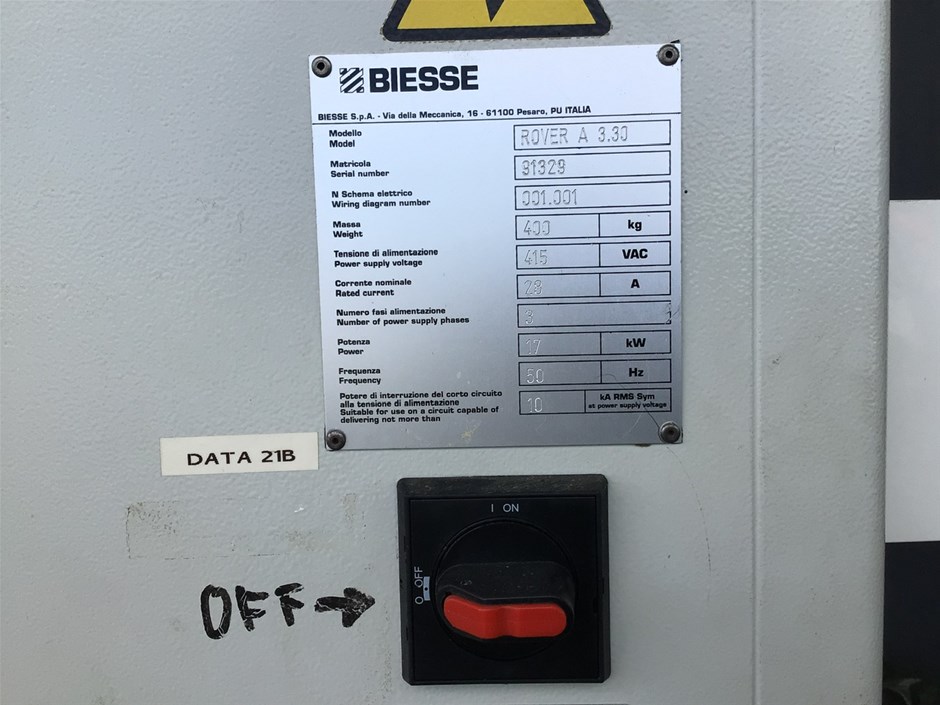 BIESSE
BIESSE S.p.A. - Via della Meccanica, 16 - 61100 Pesaro, PU ITALIA
Modello
Model
ROVER A 3.30
Matricola
Serial number
91329
N Schema elettrico
Wiring diagram number
001.001
Massa
Weight
400 kg
Tensione di alimentazione
Power supply voltage
415 VAC
Corrente nominale
Rated current
28 A
Numero fasi alimentazione
Number of power supply phases
3
Potenza
Power
17 kW
Frequenza
Frequency
50 Hz
Potere di interruzione del corto circuito
alla tensione di alimentazione
Suitable for use on a circuit capable of
delivering not more than
10 kA RMS Sym
at power supply voltage
DATA 21B
I ON
O OFF
OFF →